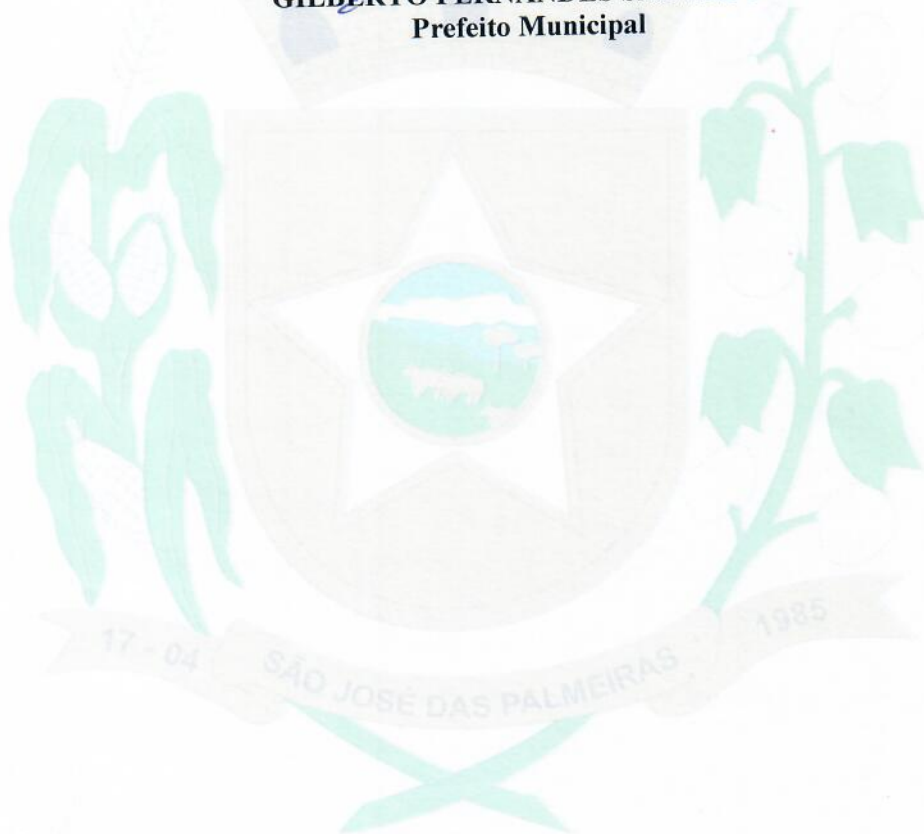 GILBERTO FERNANDES
Prefeito Municipal
17 - 04
SÃO JOSÉ DAS PALMEIRAS
1985